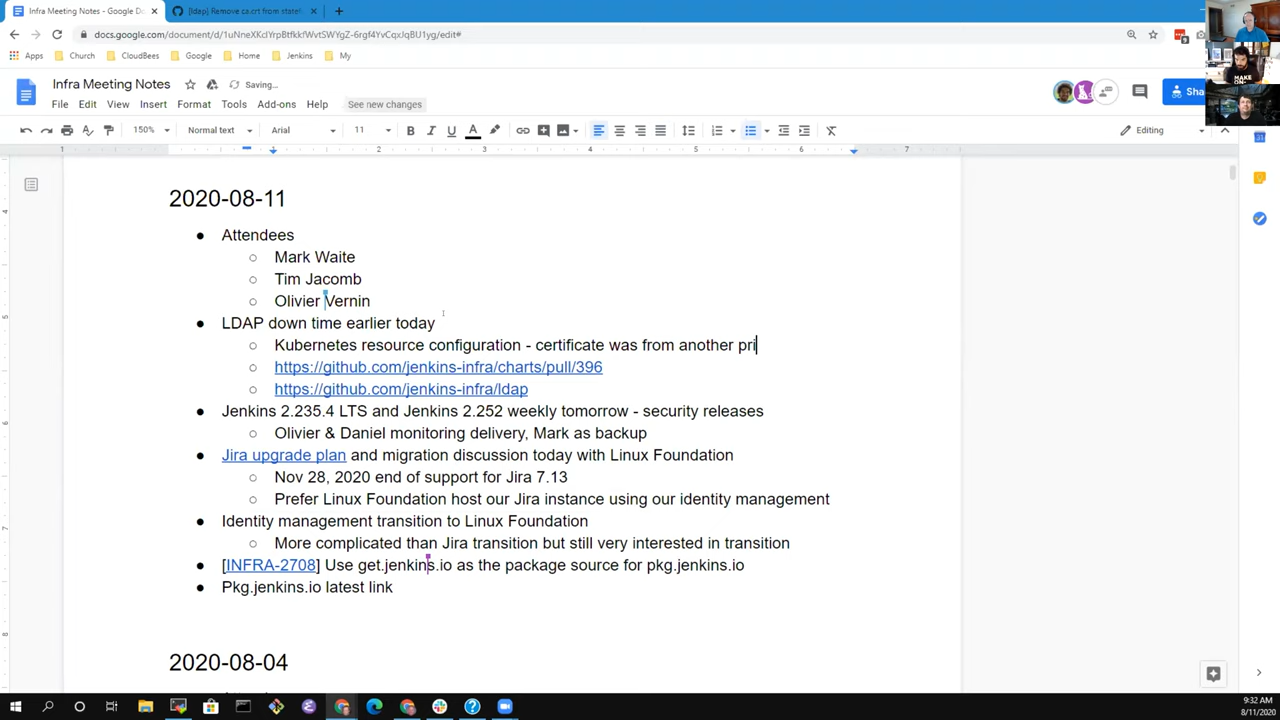 Infra Meeting Notes - Google Do
[ldap] Remove ca.crt from statef
docs.google.com/document/d/
/edit#
Apps Church CloudBees Google Home Jenkins My
Infra Meeting Notes Saving...
File Edit View Insert Format Tools Add-ons Help See new changes
Sha
150% Normal text Arial 11 B I U A Editing
1 2 3 4 5 6 7
2020-08-11
● Attendees
○ Mark Waite
○ Tim Jacomb
○ Olivier Vernin
● LDAP down time earlier today
○ Kubernetes resource configuration - certificate was from another pri
○ https://github.com/jenkins-infra/charts/pull/396
○ https://github.com/jenkins-infra/ldap
● Jenkins 2.235.4 LTS and Jenkins 2.252 weekly tomorrow - security releases
○ Olivier & Daniel monitoring delivery, Mark as backup
● Jira upgrade plan and migration discussion today with Linux Foundation
○ Nov 28, 2020 end of support for Jira 7.13
○ Prefer Linux Foundation host our Jira instance using our identity management
● Identity management transition to Linux Foundation
○ More complicated than Jira transition but still very interested in transition
● [INFRA-2708] Use get.jenkins.io as the package source for pkg.jenkins.io
● Pkg.jenkins.io latest link
2020-08-04
9:32 AM
8/11/2020